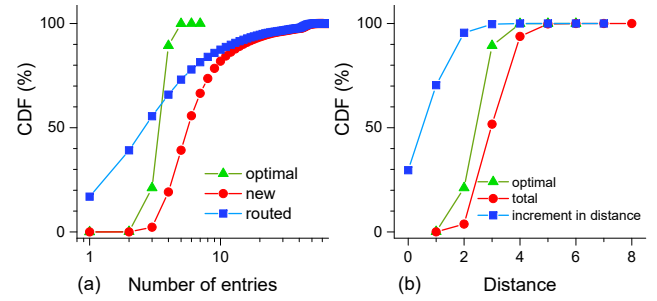 100
50
0
CDF (%)
optimal
new
routed
1
10
(a)
Number of entries
100
50
0
CDF (%)
optimal
total
increment in distance
0
2
4
6
8
(b)
Distance